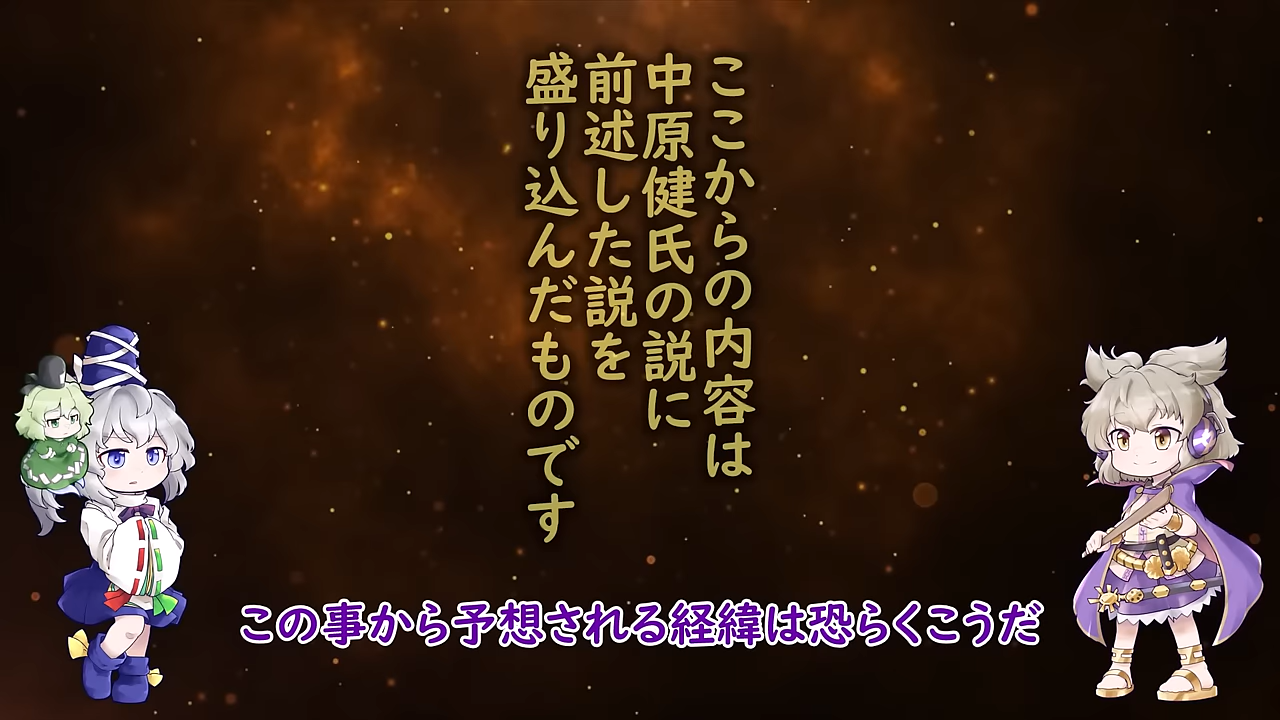 ここからの内容は
中原健氏の説に
前述した説を
盛り込んだものです
この事から予想される経緯は恐らくこうだ